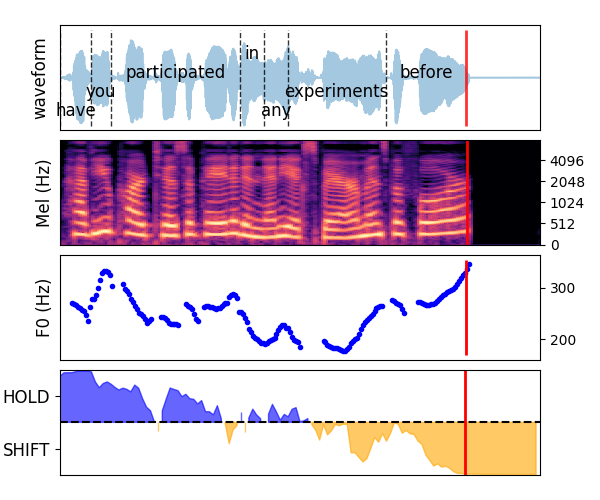 waveform
have
you
participated
in
any
experiments
before
Mel (Hz)
4096
2048
1024
512
0
F0 (Hz)
300
200
HOLD
SHIFT